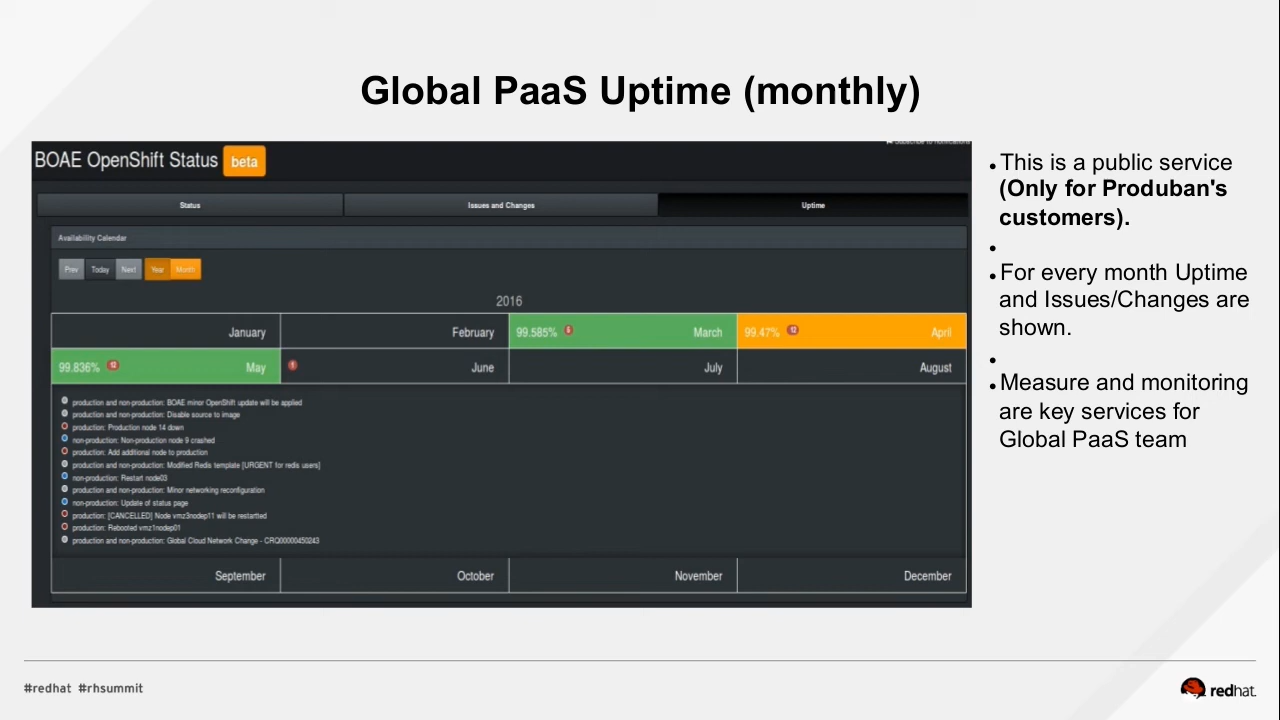 Global PaaS Uptime (monthly)
BOAE OpenShift Status beta
Subscribe to notifications
Status Issues and Changes Uptime
Availability Calendar
Prev Today Next Year Month
2016
January February 99.585% March 99.47% 12 April
99.836% 12 May 1 June July August
production and non-production: BOAE minor OpenShift update will be applied
production and non-production: Disable source to image
production: Production node 14 down
non-production: Non-production node 9 crashed
production: Add additional node to production
production and non-production: Modified Redis template [URGENT for redis users]
non-production: Restart node03
production and non-production: Minor networking reconfiguration
non-production: Update of status page
production: [CANCELLED] Node vmz3nodep11 will be restartted
production: Rebooted vmz1nodep01
production and non-production: Global Cloud Network Change - CRQ00000450243
September October November December
• This is a public service
(Only for Produban's
customers).
•
• For every month Uptime
and Issues/Changes are
shown.
•
• Measure and monitoring
are key services for
Global PaaS team
#redhat #rhsummit
redhat.